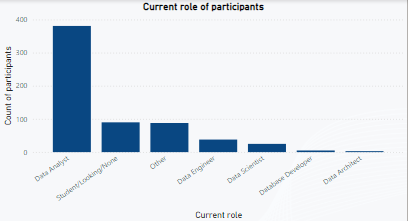 Current role of participants
Count of participants
400
300
200
100
0
Data Analyst
Student/Looking/None
Other
Data Engineer
Data Scientist
Database Developer
Data Architect
Current role